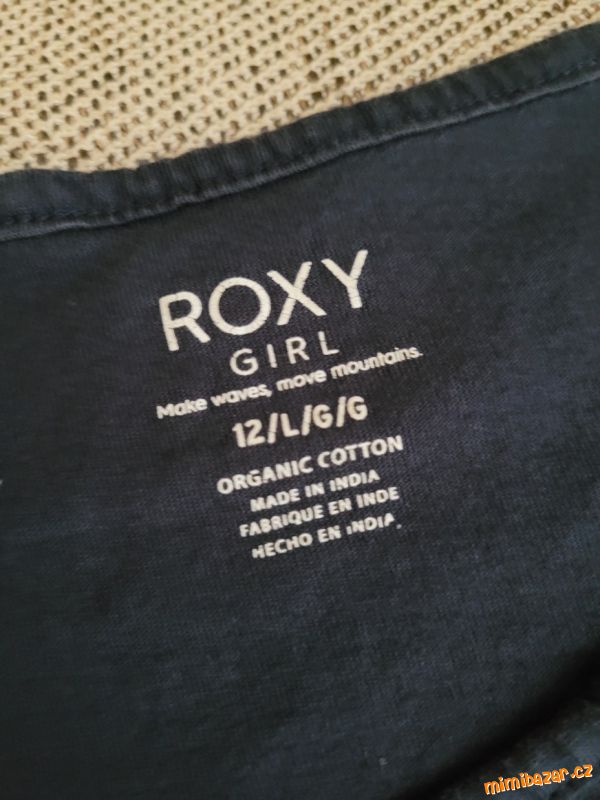 ROXY
GIRL
Make waves, move mountains.
12/L/G/G
ORGANIC COTTON
MADE IN INDIA
FABRIQUE EN INDE
HECHO EN INDIA.
mimibazar.cz